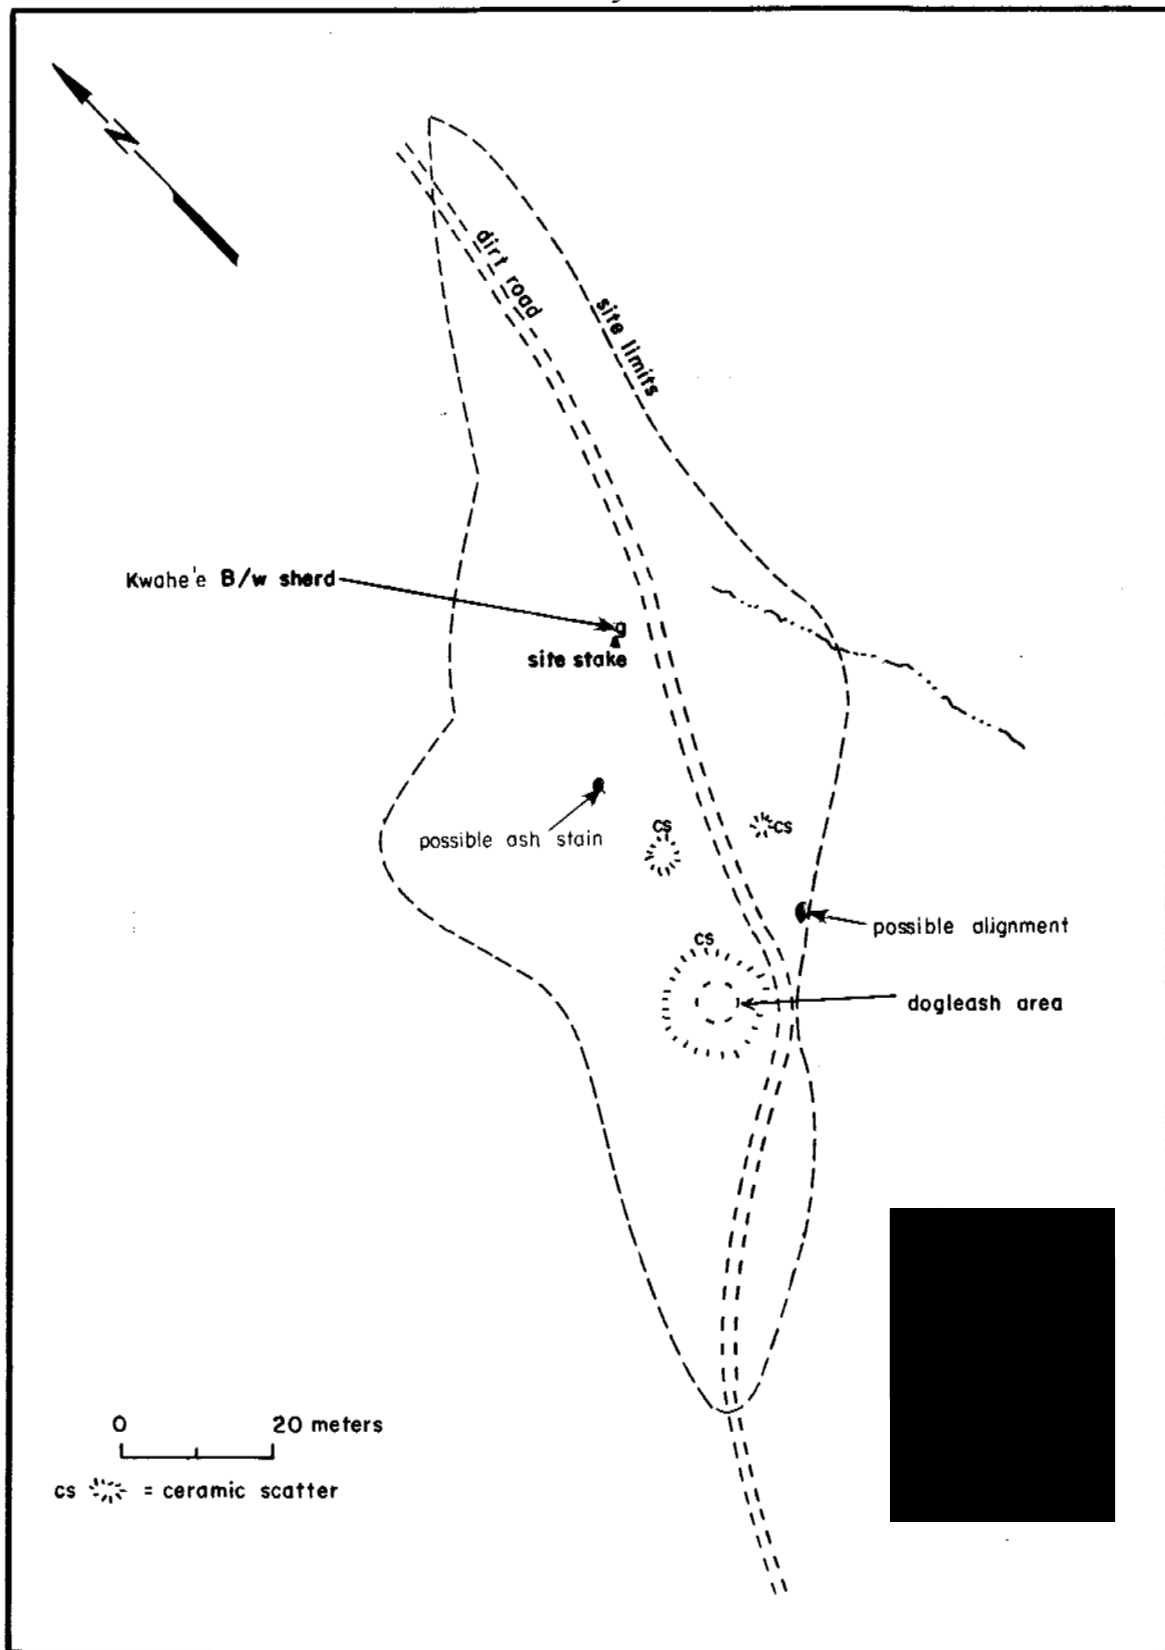 N
dirt road
site limits
Kwahe'e B/w sherd
site stake
possible ash stain
cs
cs
possible alignment
cs
dogleash area
0 20 meters
cs = ceramic scatter